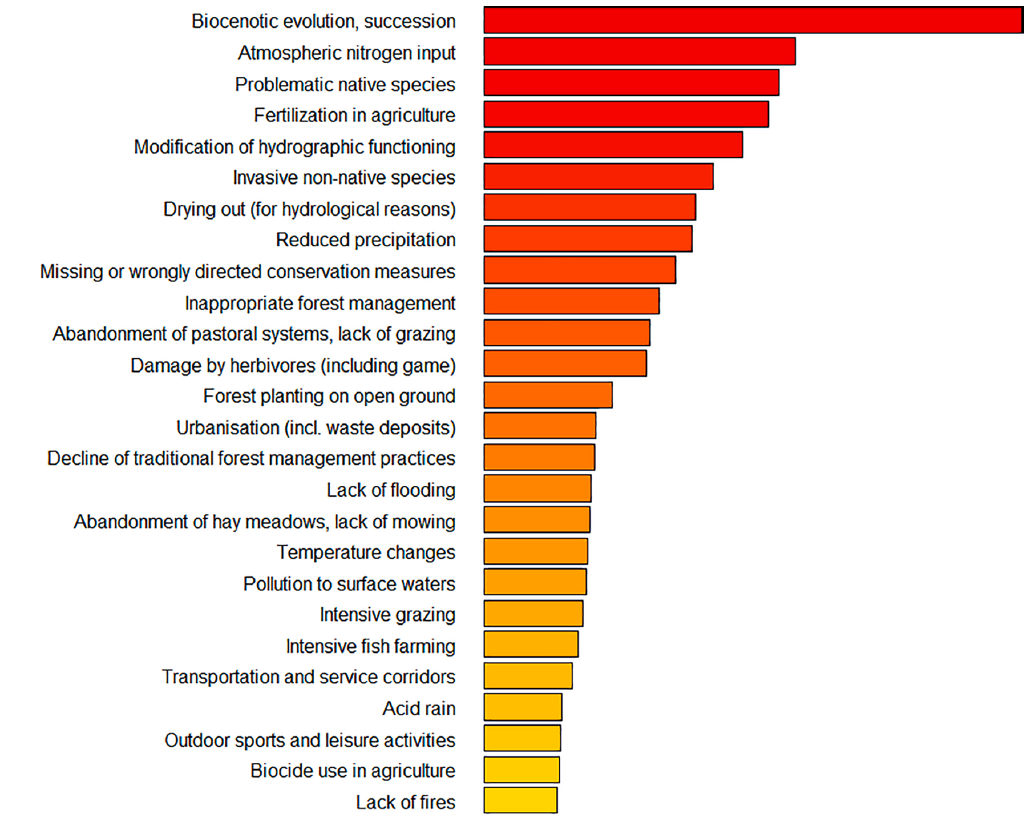 Biocenotic evolution, succession
Atmospheric nitrogen input
Problematic native species
Fertilization in agriculture
Modification of hydrographic functioning
Invasive non-native species
Drying out (for hydrological reasons)
Reduced precipitation
Missing or wrongly directed conservation measures
Inappropriate forest management
Abandonment of pastoral systems, lack of grazing
Damage by herbivores (including game)
Forest planting on open ground
Urbanisation (incl. waste deposits)
Decline of traditional forest management practices
Lack of flooding
Abandonment of hay meadows, lack of mowing
Temperature changes
Pollution to surface waters
Intensive grazing
Intensive fish farming
Transportation and service corridors
Acid rain
Outdoor sports and leisure activities
Biocide use in agriculture
Lack of fires